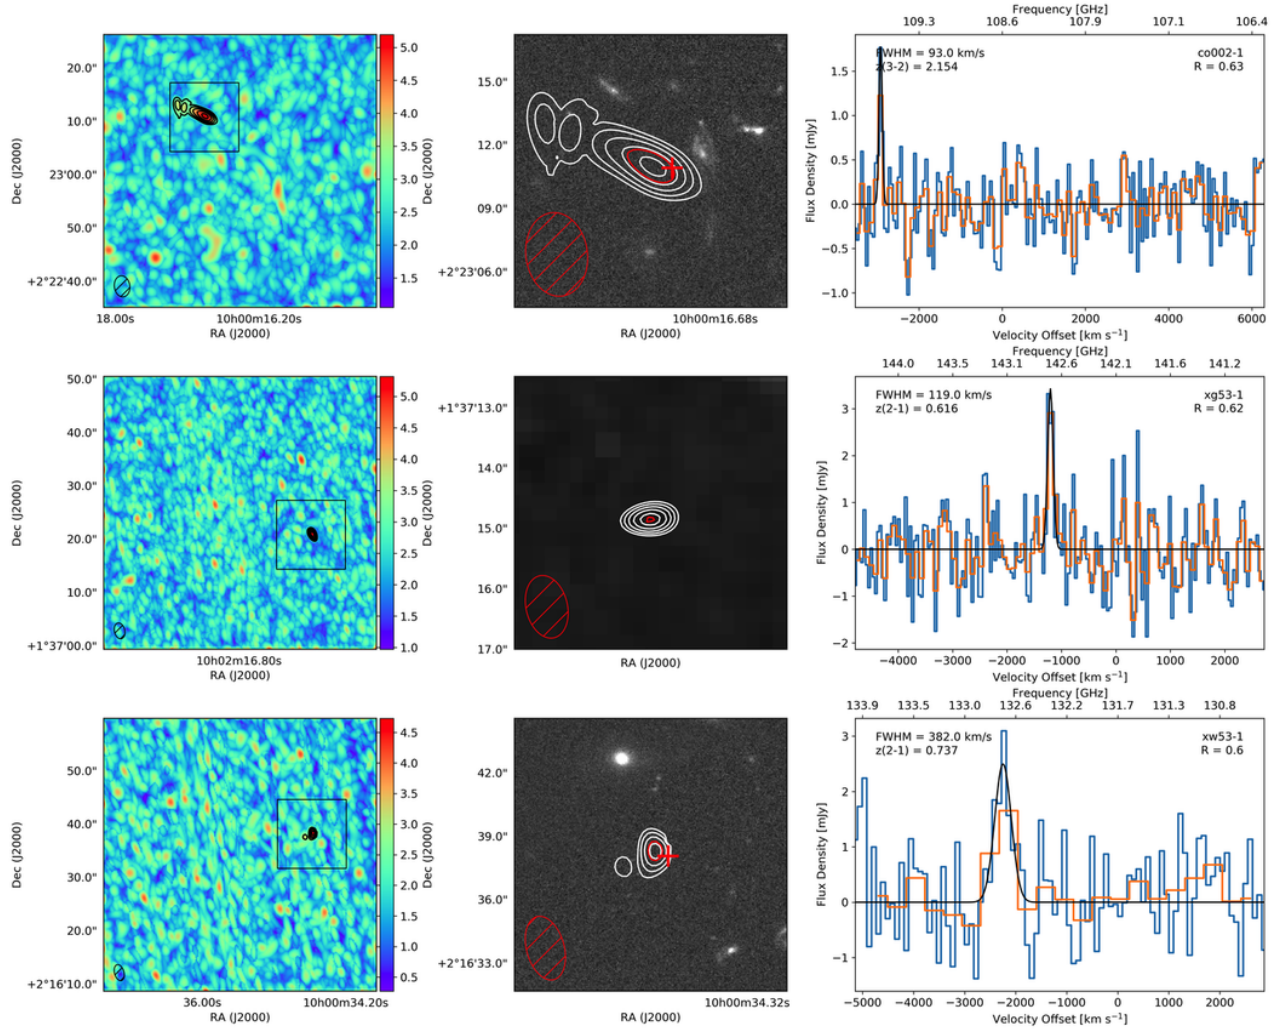 Frequency [GHz]
109.3 108.6 107.9 107.1 106.4
20.0"
10.0"
23'00.0"
50.0"
+2°22'40.0"
Dec (J2000)
18.00s 10h00m16.20s
RA (J2000)
5.0
4.5
4.0
3.5
3.0
2.5
2.0
1.5
Dec (J2000)
15.0"
12.0"
09.0"
+2°23'06.0"
10h00m16.68s
RA (J2000)
FWHM = 93.0 km/s
z(3-2) = 2.154
co002-1
R = 0.63
Flux Density [mJy]
1.5
1.0
0.5
0.0
−0.5
−1.0
−2000 0 2000 4000 6000
Velocity Offset [km s⁻¹]
Frequency [GHz]
144.0 143.5 143.1 142.6 142.1 141.6 141.2
50.0"
40.0"
30.0"
20.0"
10.0"
+1°37'00.0"
Dec (J2000)
10h02m16.80s
RA (J2000)
5.0
4.5
4.0
3.5
3.0
2.5
2.0
1.5
1.0
Dec (J2000)
+1°37'13.0"
14.0"
15.0"
16.0"
17.0"
RA (J2000)
FWHM = 119.0 km/s
z(2-1) = 0.616
xg53-1
R = 0.62
Flux Density [mJy]
3
2
1
0
−1
−2
−4000 −3000 −2000 −1000 0 1000 2000
Velocity Offset [km s⁻¹]
Frequency [GHz]
133.9 133.5 133.0 132.6 132.2 131.7 131.3 130.8
50.0"
40.0"
30.0"
20.0"
+2°16'10.0"
Dec (J2000)
36.00s 10h00m34.20s
RA (J2000)
4.5
4.0
3.5
3.0
2.5
2.0
1.5
1.0
0.5
Dec (J2000)
42.0"
39.0"
36.0"
+2°16'33.0"
10h00m34.32s
RA (J2000)
FWHM = 382.0 km/s
z(2-1) = 0.737
xw53-1
R = 0.6
Flux Density [mJy]
3
2
1
0
−1
−5000 −4000 −3000 −2000 −1000 0 1000 2000
Velocity Offset [km s⁻¹]